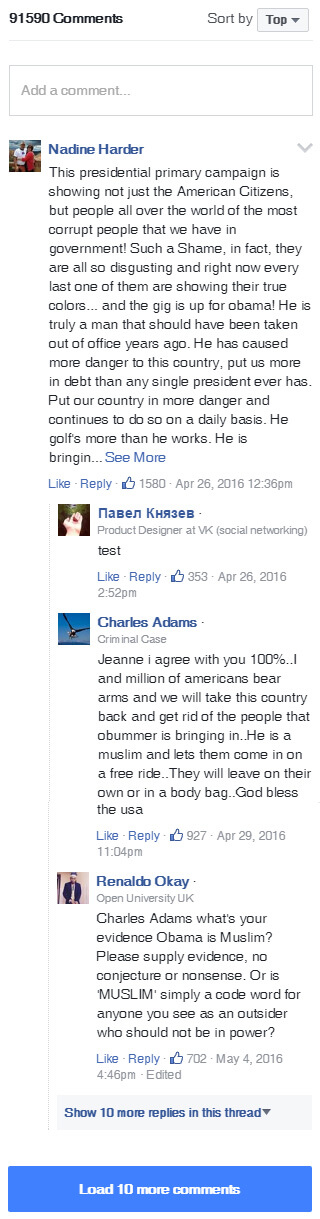 91590 Comments
Sort by Top
Add a comment...
Nadine Harder
This presidential primary campaign is
showing not just the American Citizens,
but people all over the world of the most
corrupt people that we have in
government! Such a Shame, in fact, they
are all so disgusting and right now every
last one of them are showing their true
colors... and the gig is up for obama! He is
truly a man that should have been taken
out of office years ago. He has caused
more danger to this country, put us more
in debt than any single president ever has.
Put our country in more danger and
continues to do so on a daily basis. He
golf's more than he works. He is
bringin... See More
Like · Reply · 1580 · Apr 26, 2016 12:36pm
Павел Князев ·
Product Designer at VK (social networking)
test
Like · Reply · 353 · Apr 26, 2016
2:52pm
Charles Adams ·
Criminal Case
Jeanne i agree with you 100%..I
and million of americans bear
arms and we will take this country
back and get rid of the people that
obummer is bringing in..He is a
muslim and lets them come in on
a free ride..They will leave on their
own or in a body bag..God bless
the usa
Like · Reply · 927 · Apr 29, 2016
11:04pm
Renaldo Okay ·
Open University UK
Charles Adams what's your
evidence Obama is Muslim?
Please supply evidence, no
conjecture or nonsense. Or is
'MUSLIM' simply a code word for
anyone you see as an outsider
who should not be in power?
Like · Reply · 702 · May 4, 2016
4:46pm · Edited
Show 10 more replies in this thread
Load 10 more comments